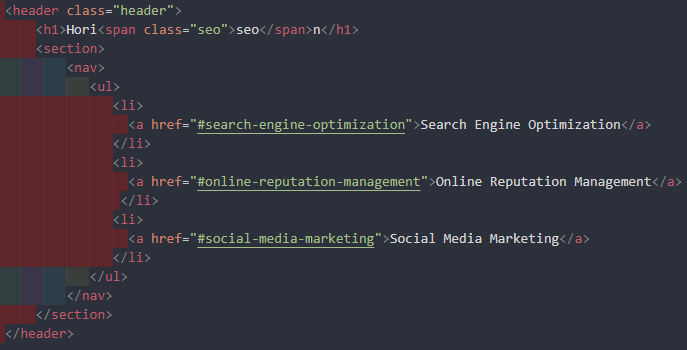 <header class="header">
    <h1>Hori<span class="seo">seo</span>n</h1>
    <section>
        <nav>
           <ul>
              <li>
                <a href="#search-engine-optimization">Search Engine Optimization</a>
              </li>
              <li>
                <a href="#online-reputation-management">Online Reputation Management</a>
               </li>
              <li>
                <a href="#social-media-marketing">Social Media Marketing</a>
              </li>
           </ul>
        </nav>
    </section>
</header>